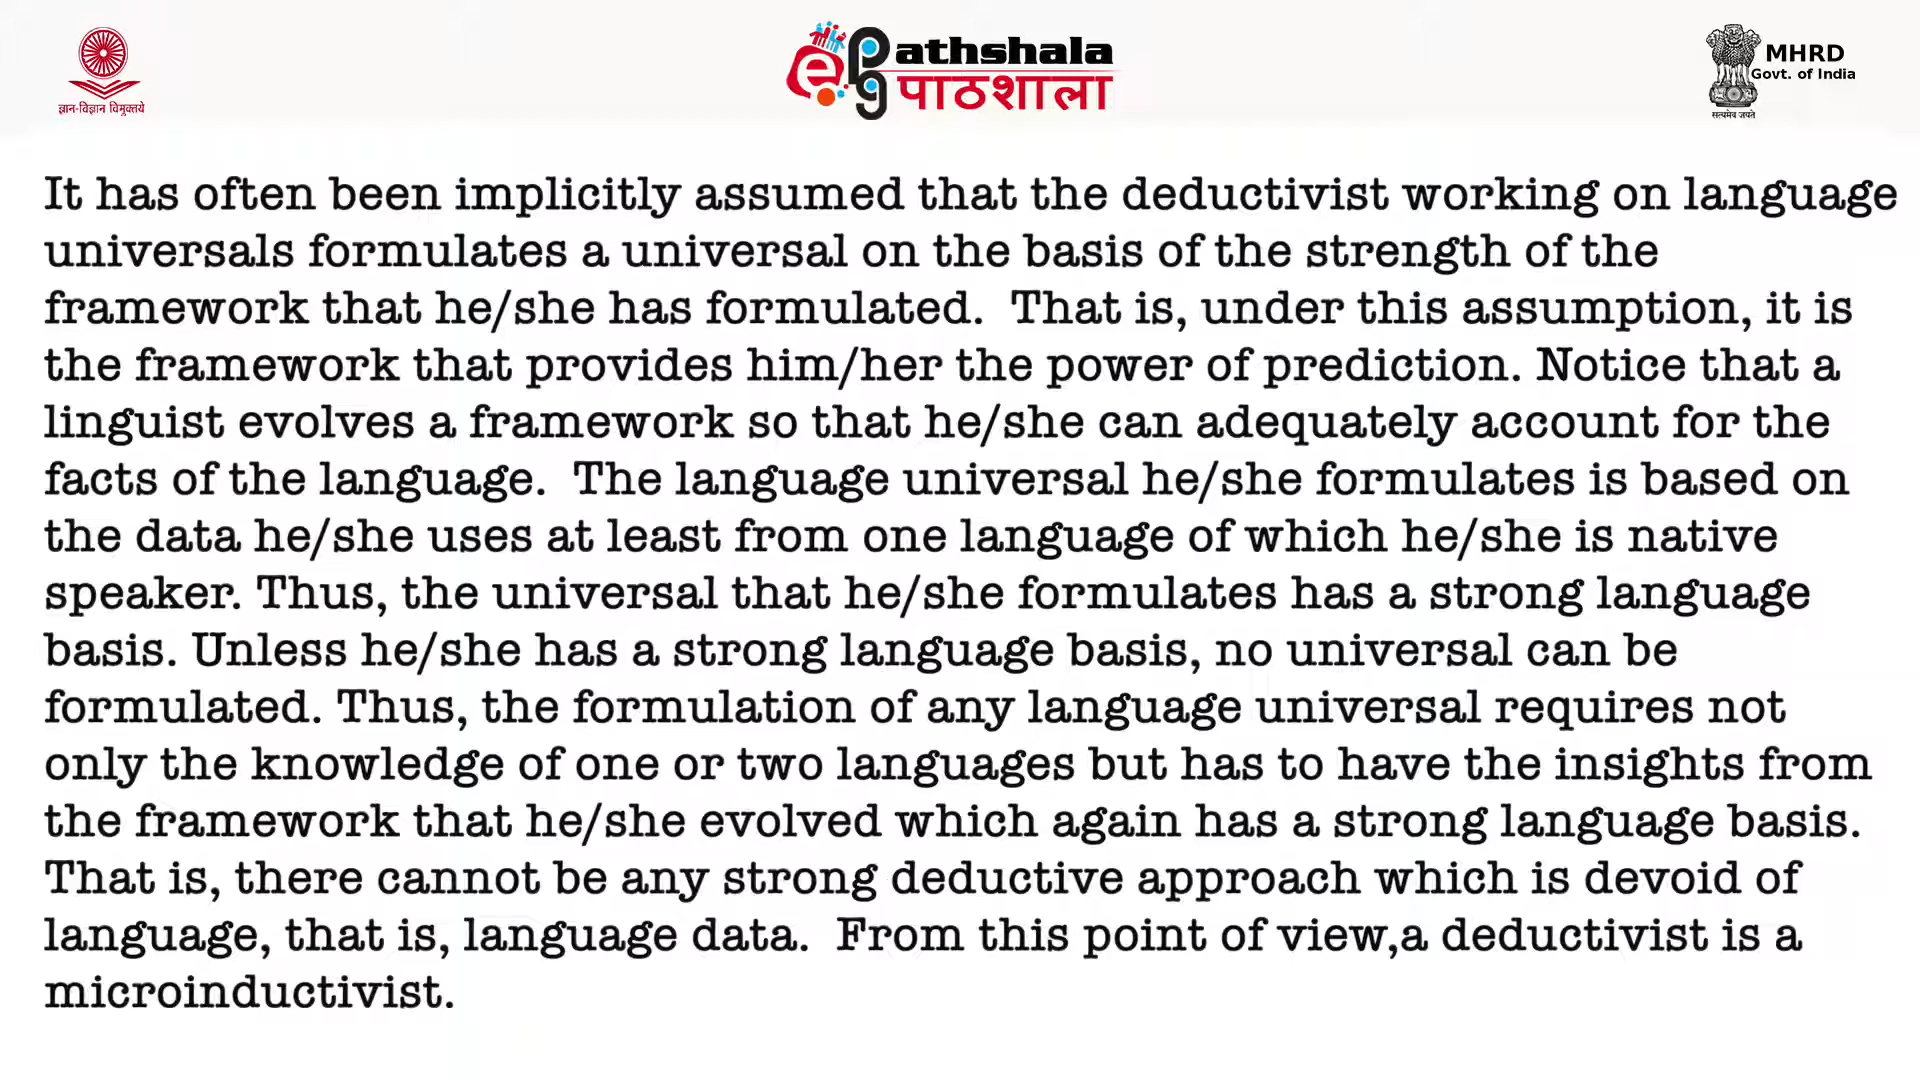 ज्ञान-विज्ञान विमुक्तये
ePG athshala
पाठशाला
MHRD
Govt. of India
सत्यमेव जयते
It has often been implicitly assumed that the deductivist working on language
universals formulates a universal on the basis of the strength of the
framework that he/she has formulated.  That is, under this assumption, it is
the framework that provides him/her the power of prediction. Notice that a
linguist evolves a framework so that he/she can adequately account for the
facts of the language.  The language universal he/she formulates is based on
the data he/she uses at least from one language of which he/she is native
speaker. Thus, the universal that he/she formulates has a strong language
basis. Unless he/she has a strong language basis, no universal can be
formulated. Thus, the formulation of any language universal requires not
only the knowledge of one or two languages but has to have the insights from
the framework that he/she evolved which again has a strong language basis.
That is, there cannot be any strong deductive approach which is devoid of
language, that is, language data.  From this point of view,a deductivist is a
microinductivist.